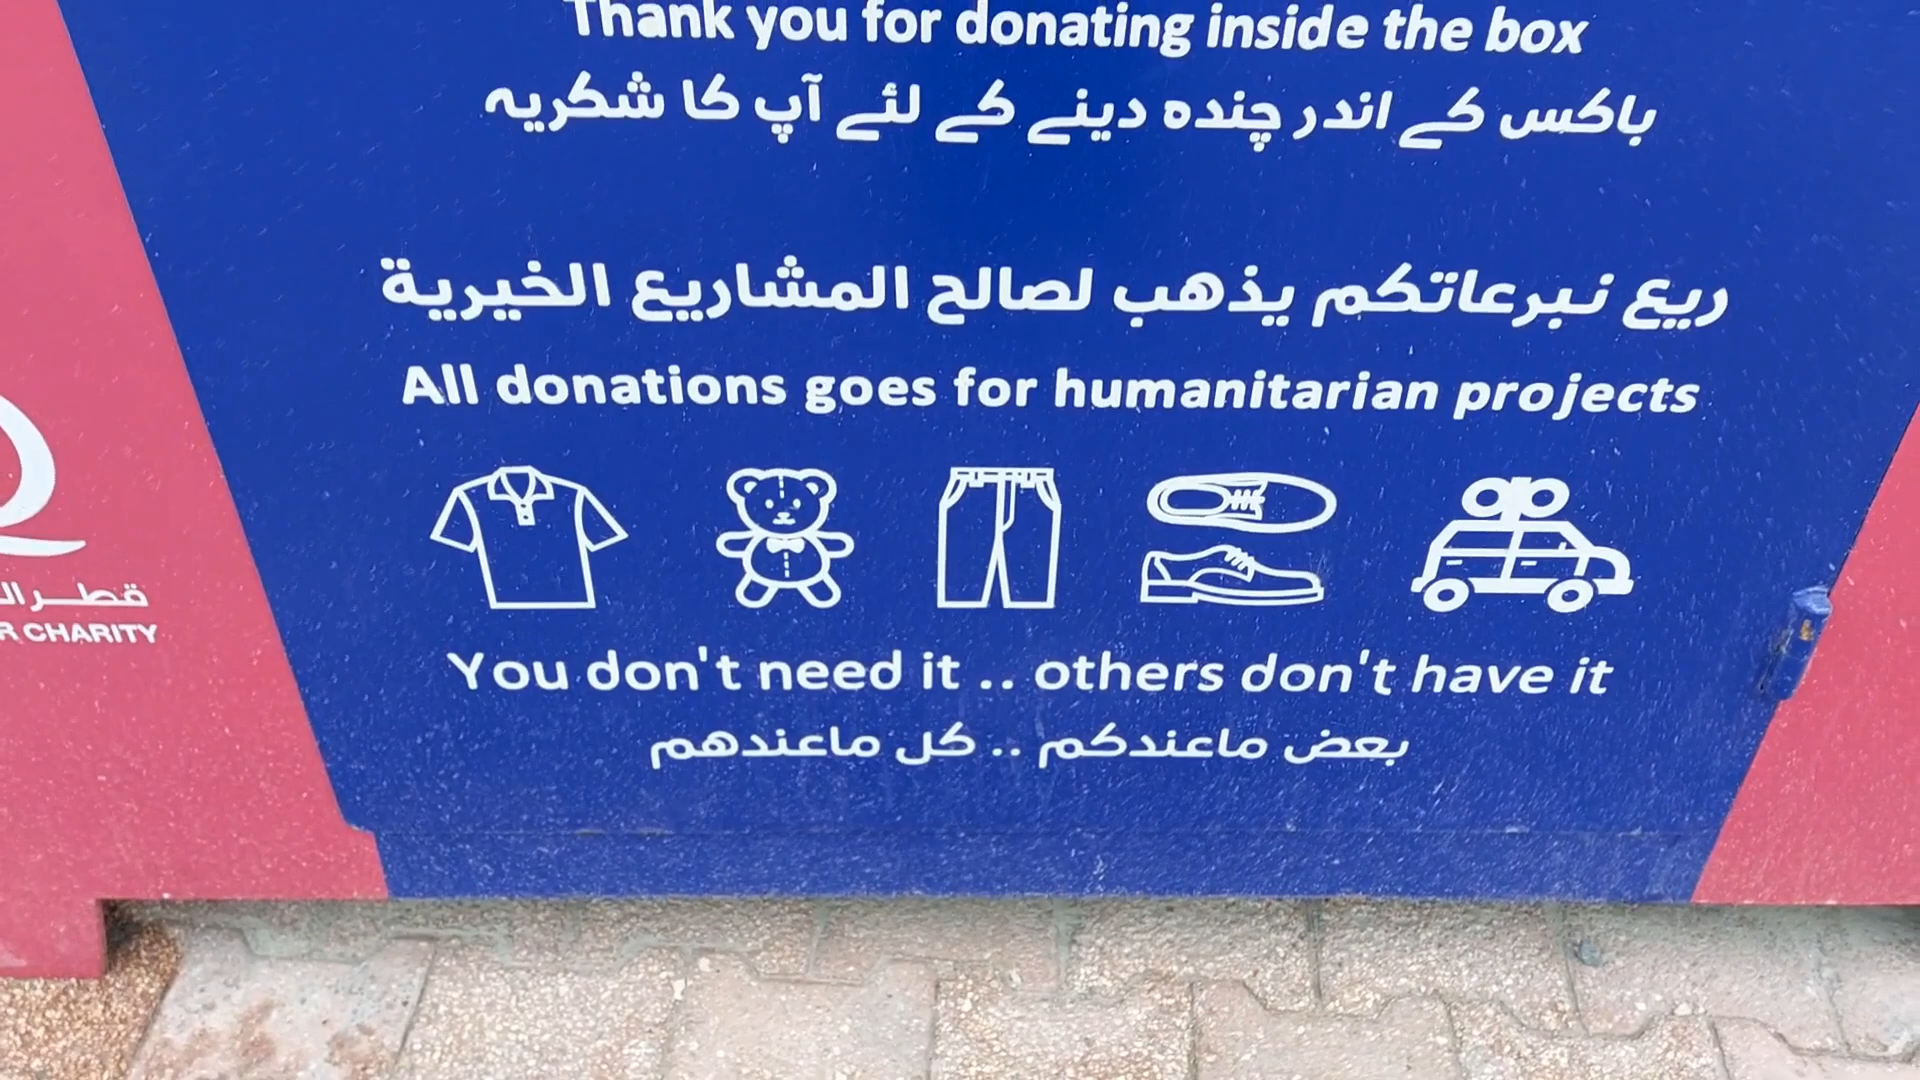 Thank you for donating inside the box
باکس کے اندر چندہ دینے کے لئے آپ کا شکریہ
ريع تبرعاتكم يذهب لصالح المشاريع الخيرية
All donations goes for humanitarian projects
You don't need it .. others don't have it
بعض ماعندكم .. كل ماعندهم
قطر
CHARITY